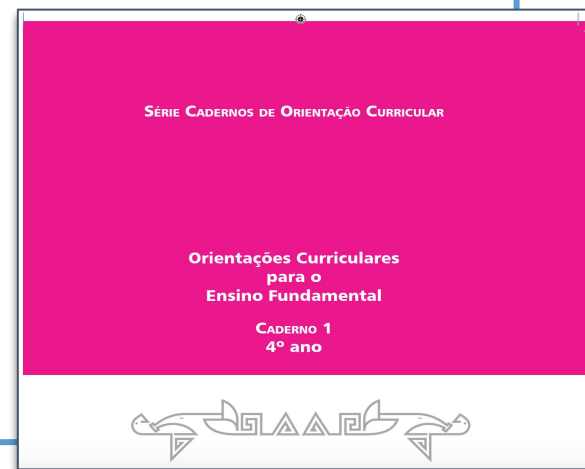 Série Cadernos de Orientação Curricular
Orientações Curriculares
para o
Ensino Fundamental
Caderno 1
4º ano